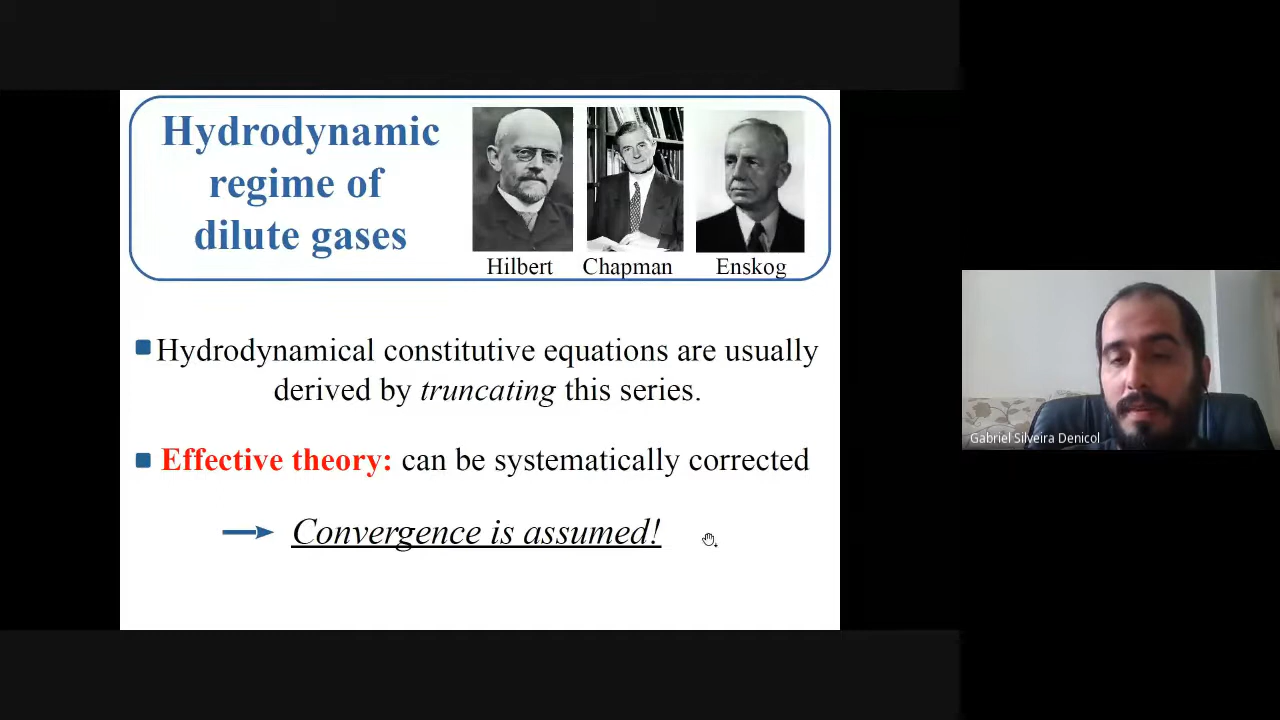 Hydrodynamic
regime of
dilute gases
Hilbert Chapman Enskog
Hydrodynamical constitutive equations are usually
derived by truncating this series.
Effective theory: can be systematically corrected
Convergence is assumed!
Gabriel Silveira Denicol